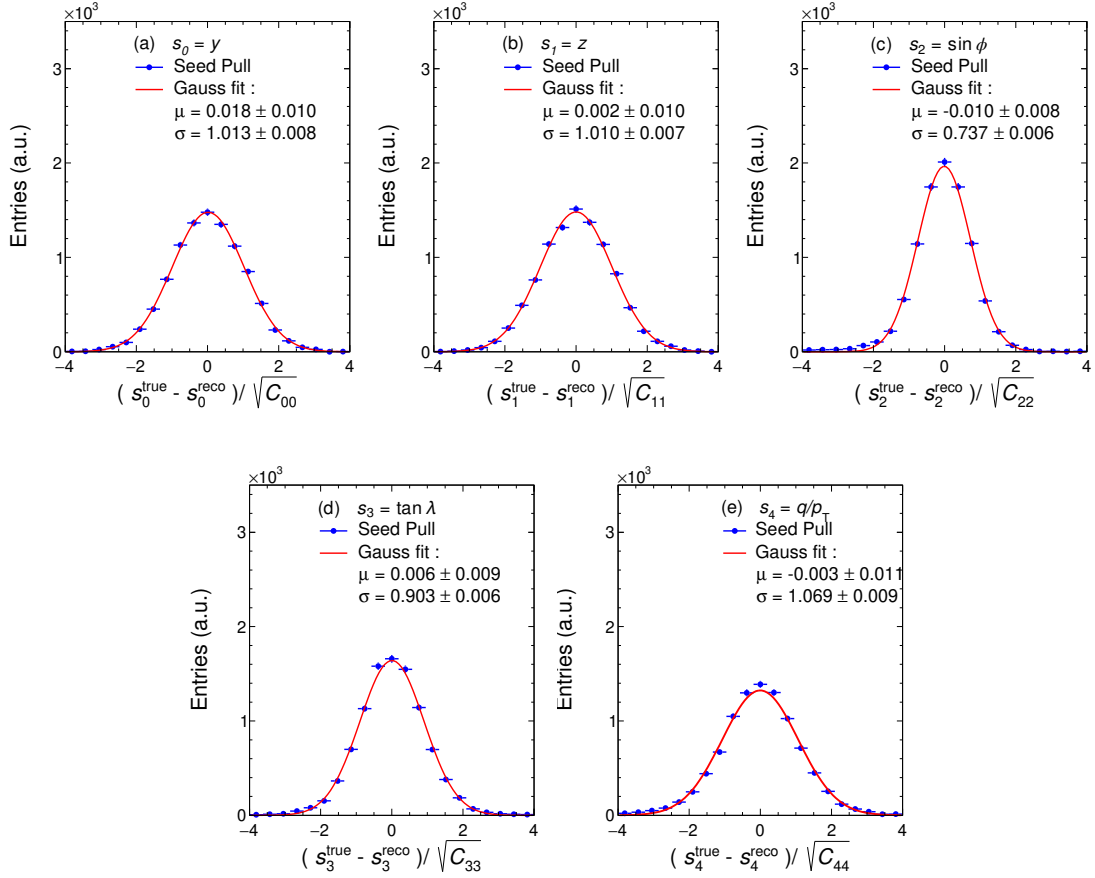 ×10³
(a) s₀ = y
Seed Pull
Gauss fit :
μ = 0.018 ± 0.010
σ = 1.013 ± 0.008
Entries (a.u.)
3
2
1
0
−4 −2 0 2 4
( s₀^true - s₀^reco )/ √C₀₀
×10³
(b) s₁ = z
Seed Pull
Gauss fit :
μ = 0.002 ± 0.010
σ = 1.010 ± 0.007
Entries (a.u.)
3
2
1
0
−4 −2 0 2 4
( s₁^true - s₁^reco )/ √C₁₁
×10³
(c) s₂ = sin ϕ
Seed Pull
Gauss fit :
μ = -0.010 ± 0.008
σ = 0.737 ± 0.006
Entries (a.u.)
3
2
1
0
−4 −2 0 2 4
( s₂^true - s₂^reco )/ √C₂₂
×10³
(d) s₃ = tan λ
Seed Pull
Gauss fit :
μ = 0.006 ± 0.009
σ = 0.903 ± 0.006
Entries (a.u.)
3
2
1
0
−4 −2 0 2 4
( s₃^true - s₃^reco )/ √C₃₃
×10³
(e) s₄ = q/p_T
Seed Pull
Gauss fit :
μ = -0.003 ± 0.011
σ = 1.069 ± 0.009
Entries (a.u.)
3
2
1
0
−4 −2 0 2 4
( s₄^true - s₄^reco )/ √C₄₄